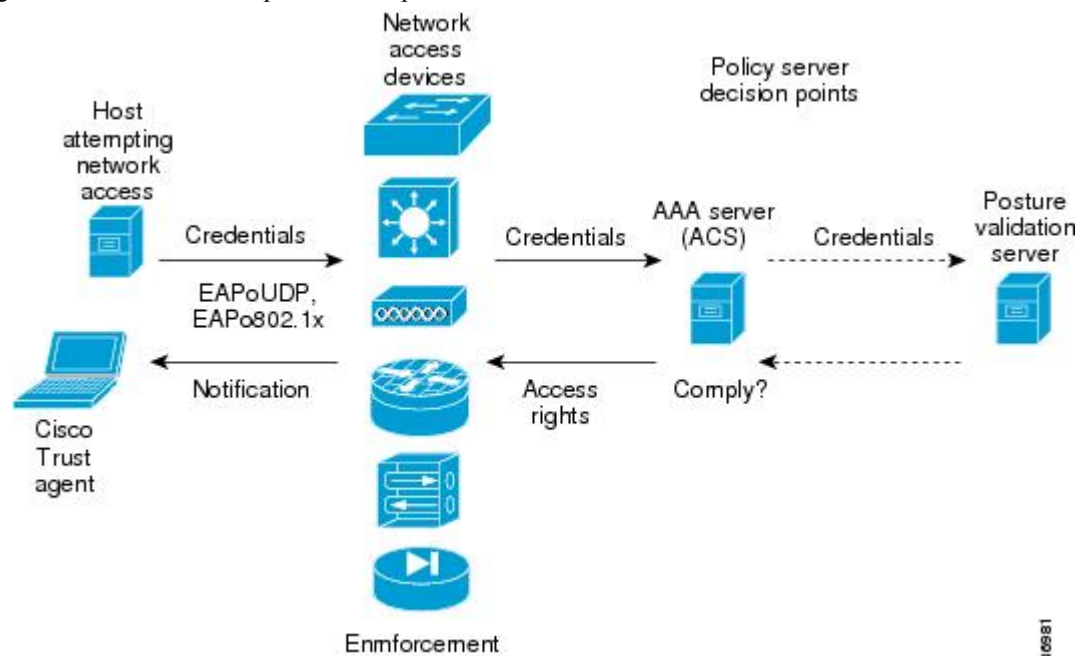 Network
access
devices
Policy server
decision points
Host
attempting
network
access
AAA server
(ACS)
Posture
validation
server
Credentials
Credentials
Credentials
EAPoUDP,
EAPo802.1x
Notification
Access
rights
Comply?
Cisco
Trust
agent
Enmforcement